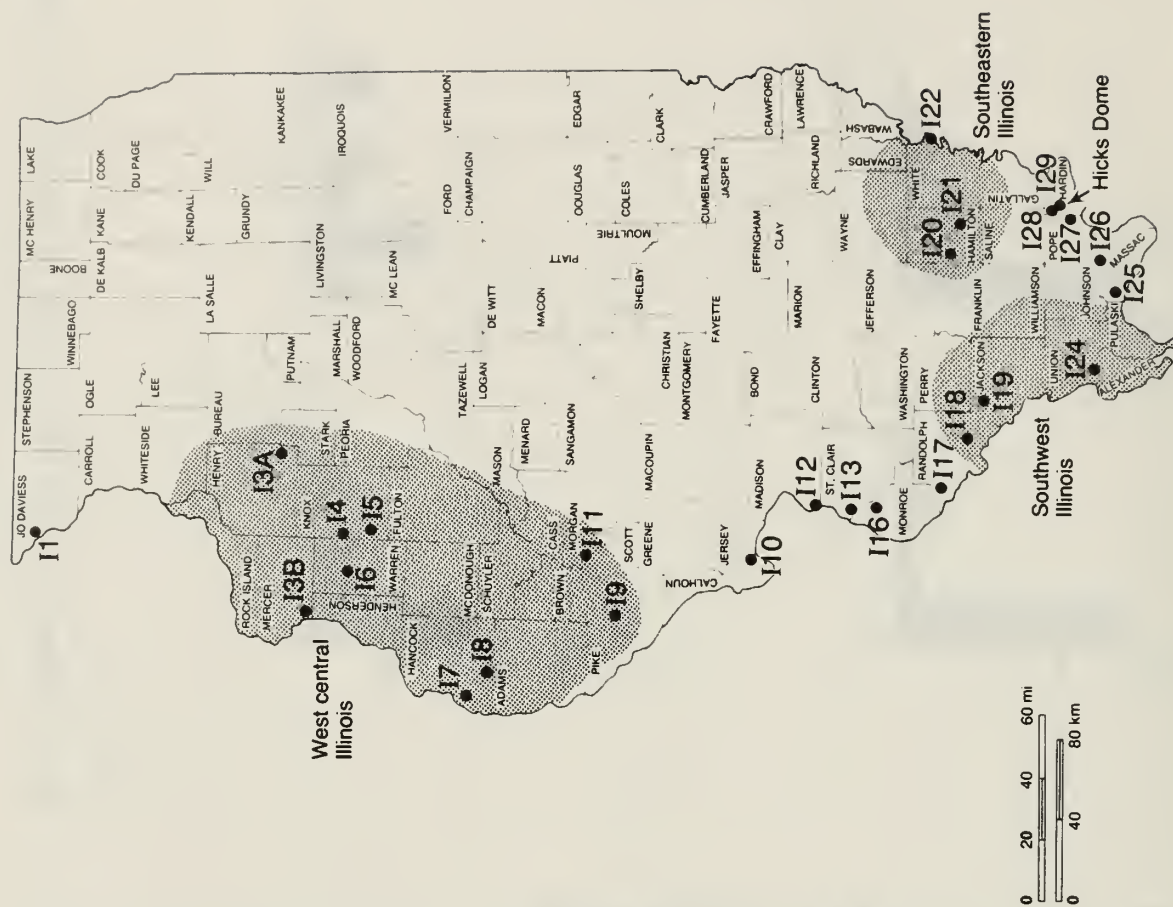 JO DAVIESS
STEPHENSON
WINNEBAGO
BOONE
MC HENRY
LAKE
I1
CARROLL
OGLE
DE KALB
KANE
COOK
DU PAGE
WHITESIDE
LEE
KENDALL
WILL
ROCK ISLAND
HENRY
BUREAU
LA SALLE
GRUNDY
MERCER
I3A
PUTNAM
KANKAKEE
I3B
KNOX
STARK
MARSHALL
LIVINGSTON
West central
Illinois
HENDERSON
WARREN
I6
I4
I5
PEORIA
WOODFORD
IROQUOIS
HANCOCK
MCDONOUGH
FULTON
TAZEWELL
MC LEAN
FORD
I7
I8
ADAMS
SCHUYLER
MASON
LOGAN
DE WITT
CHAMPAIGN
VERMILION
BROWN
CASS
MENARD
MACON
PIATT
PIKE
I9
MORGAN
I11
SANGAMON
DOUGLAS
EDGAR
SCOTT
GREENE
MACOUPIN
CHRISTIAN
MONTGOMERY
SHELBY
MOULTRIE
COLES
CLARK
CALHOUN
JERSEY
CUMBERLAND
I10
MADISON
BOND
FAYETTE
EFFINGHAM
JASPER
CRAWFORD
CLAY
RICHLAND
LAWRENCE
I12
ST. CLAIR
CLINTON
MARION
I13
I16
MONROE
WASHINGTON
JEFFERSON
WAYNE
EDWARDS
WABASH
I17
RANDOLPH
PERRY
WHITE
I22
I18
JACKSON
I19
FRANKLIN
I20
HAMILTON
I21
Southeastern
Illinois
SALINE
GALLATIN
Southwest
Illinois
WILLIAMSON
UNION
JOHNSON
POPE
HARDIN
I28
I29
I27
Hicks Dome
I24
ALEXANDER
PULASKI
I26
MASSAC
I25
0 20 40 60 mi
0 40 80 km